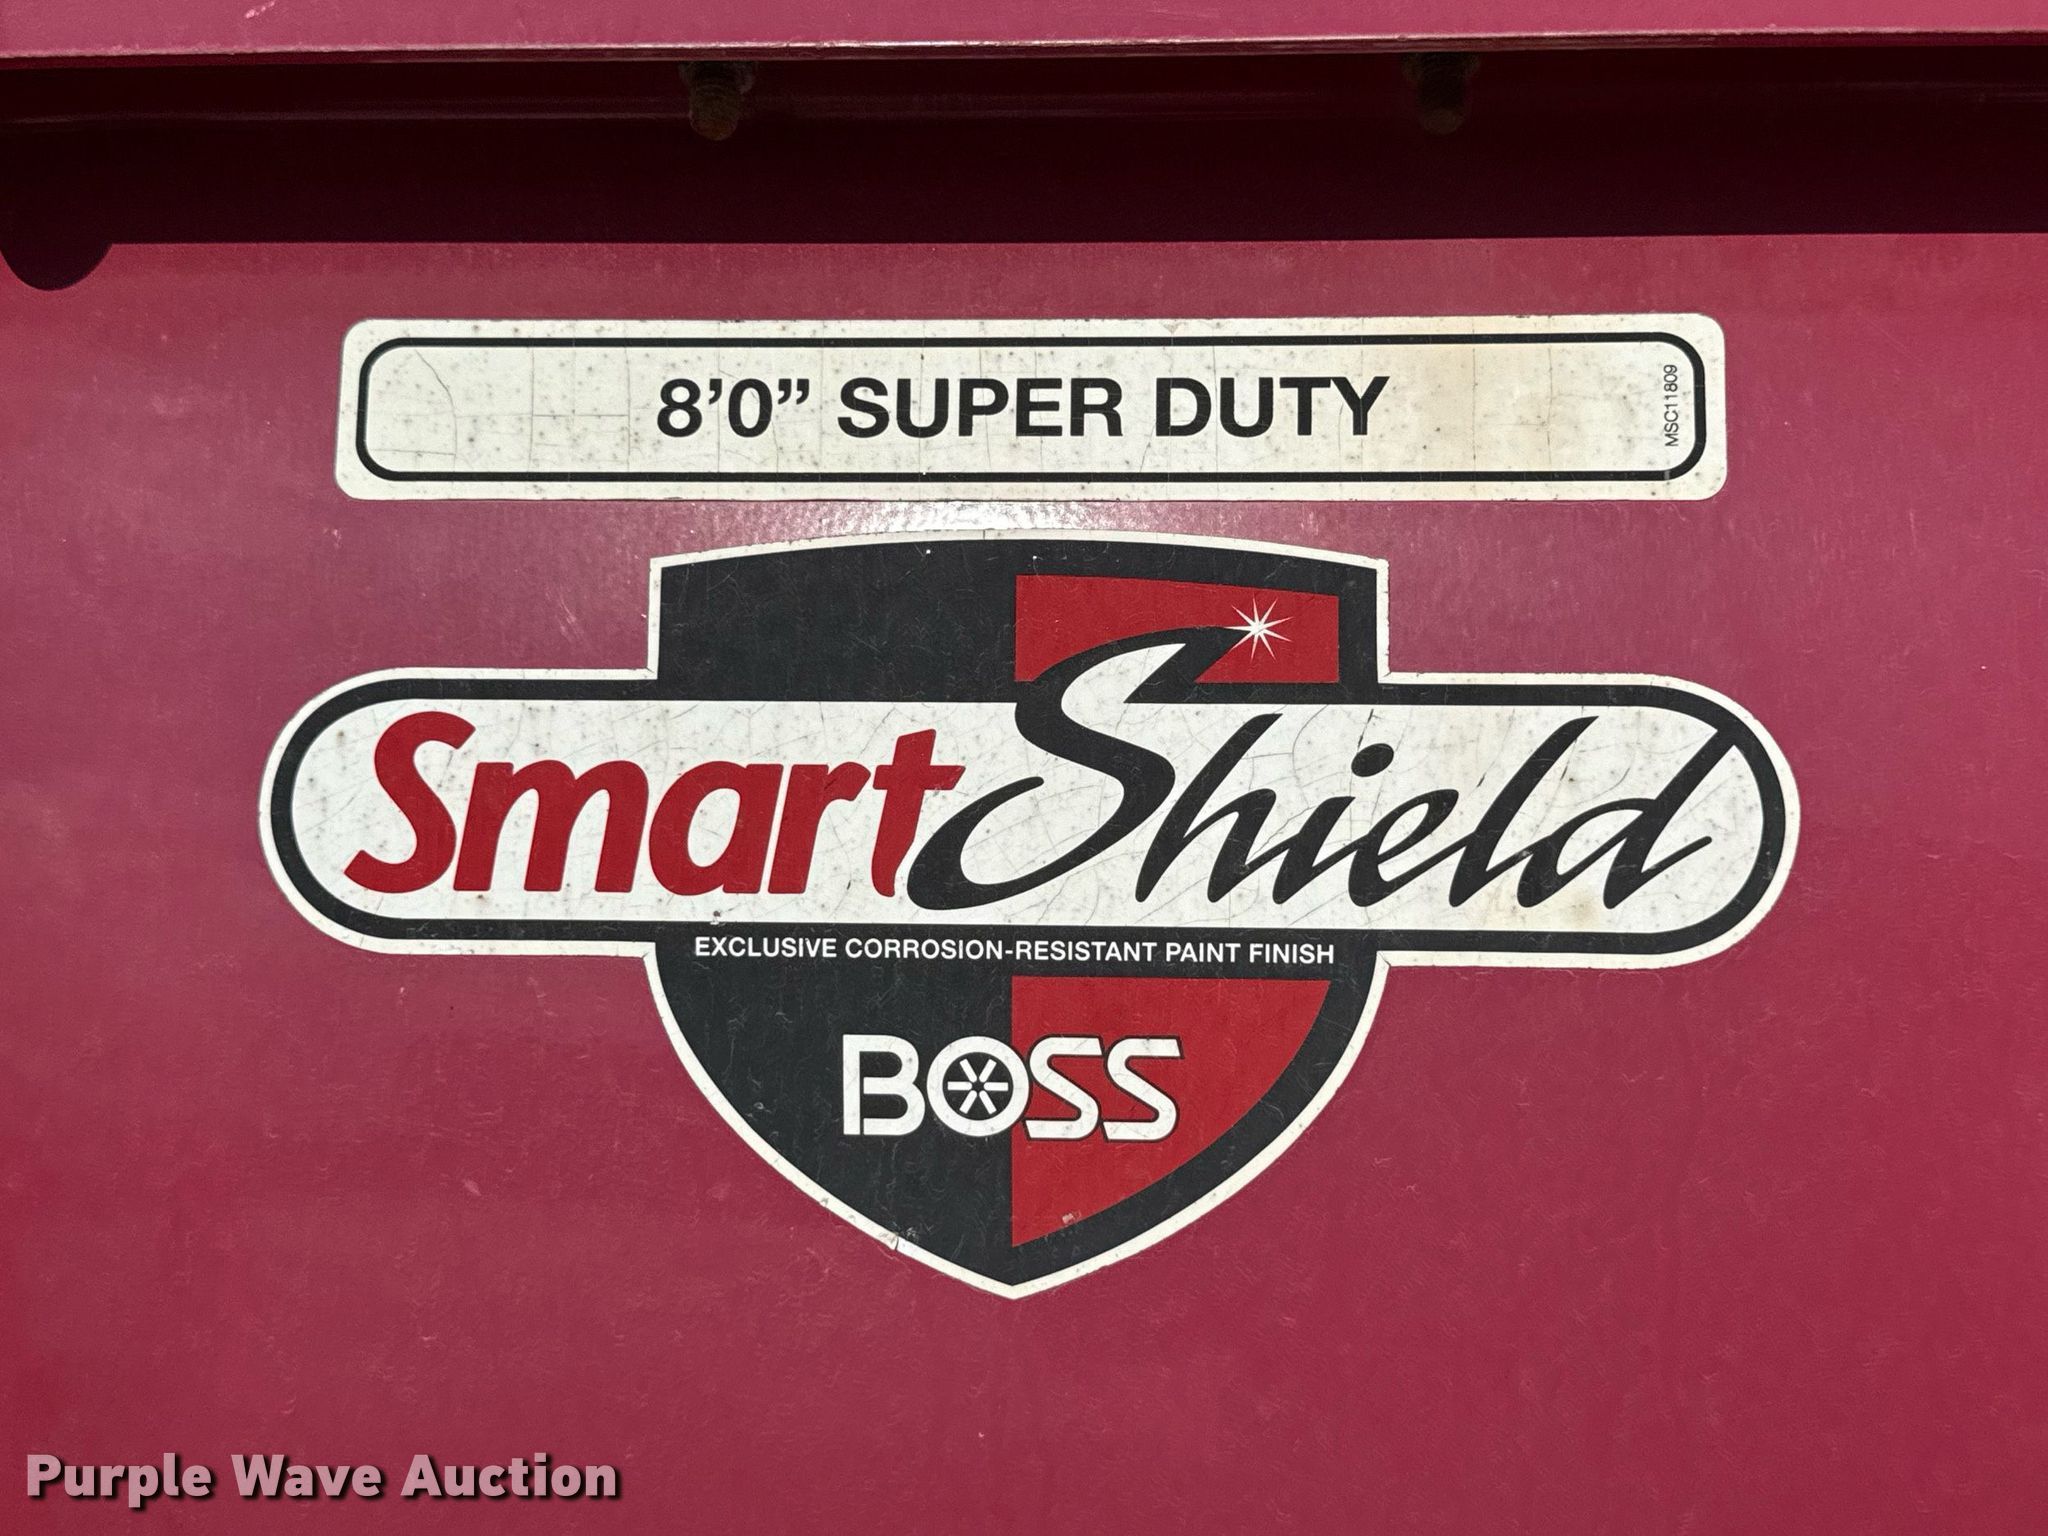 8’0” SUPER DUTY
MSC11809
SmartShield
EXCLUSIVE CORROSION-RESISTANT PAINT FINISH
BOSS
Purple Wave Auction